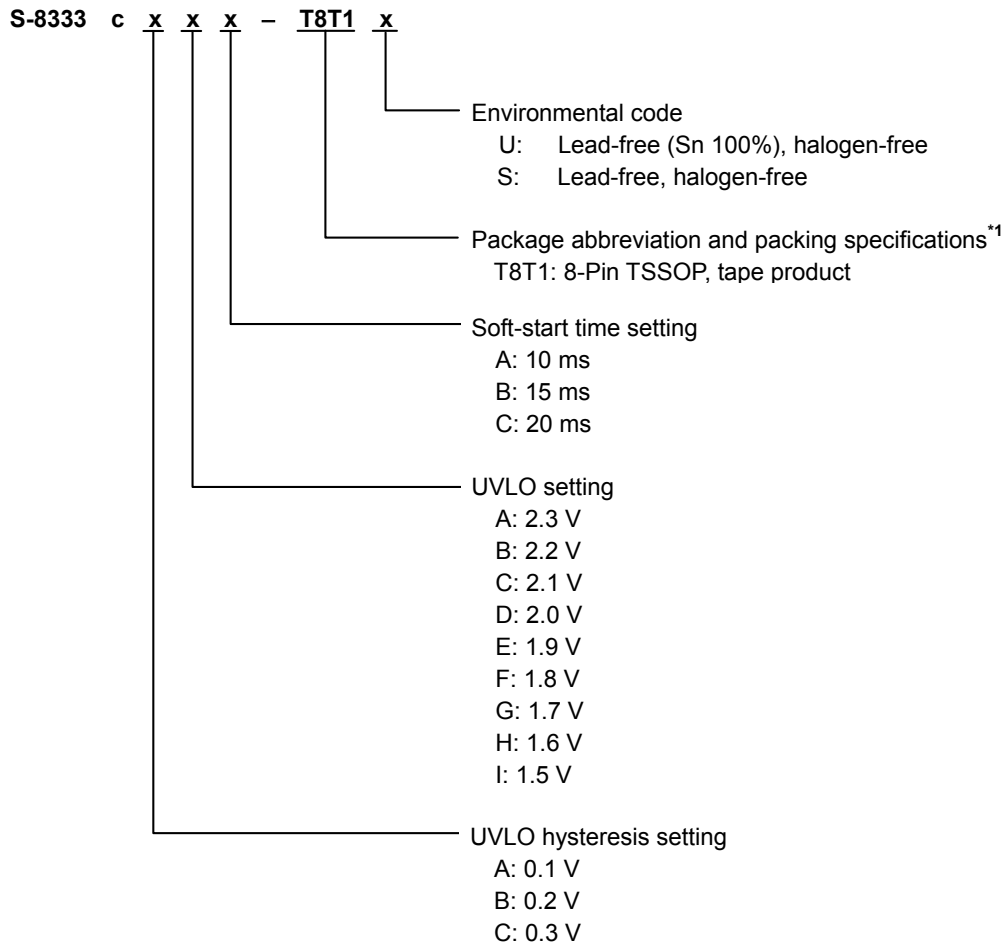 S-8333 c x x x – T8T1 x
Environmental code
U: Lead-free (Sn 100%), halogen-free
S: Lead-free, halogen-free
Package abbreviation and packing specifications*1
T8T1: 8-Pin TSSOP, tape product
Soft-start time setting
A: 10 ms
B: 15 ms
C: 20 ms
UVLO setting
A: 2.3 V
B: 2.2 V
C: 2.1 V
D: 2.0 V
E: 1.9 V
F: 1.8 V
G: 1.7 V
H: 1.6 V
I: 1.5 V
UVLO hysteresis setting
A: 0.1 V
B: 0.2 V
C: 0.3 V